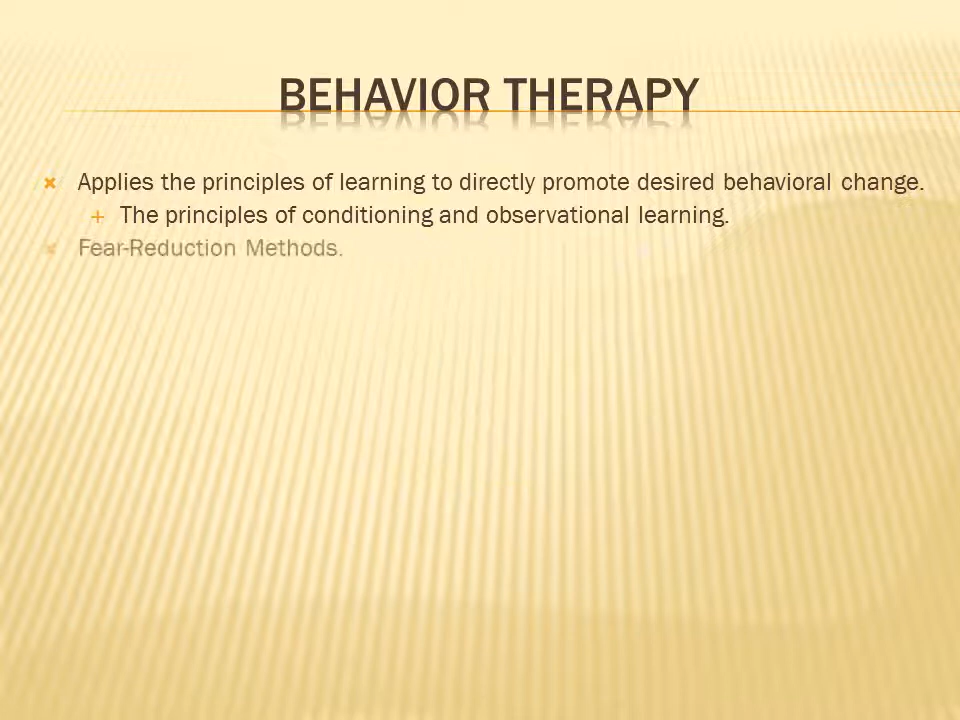 BEHAVIOR THERAPY
Applies the principles of learning to directly promote desired behavioral change.
The principles of conditioning and observational learning.
Fear-Reduction Methods.